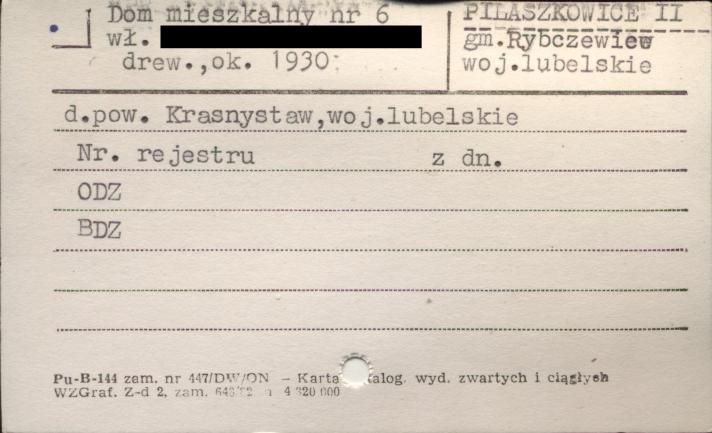 Dom mieszkalny nr 6
wł.
drew.,ok. 1930
PILASZKOWICE II
gm.Rybczewice
woj.lubelskie
d.pow. Krasnystaw,woj.lubelskie
Nr. rejestru z dn.
ODZ
BDZ
Pu-B-144 zam. nr 447/DW/ON – Karta katalog. wyd. zwartych i ciągłych
WZGraf. Z-d 2, zam. 4 320 000